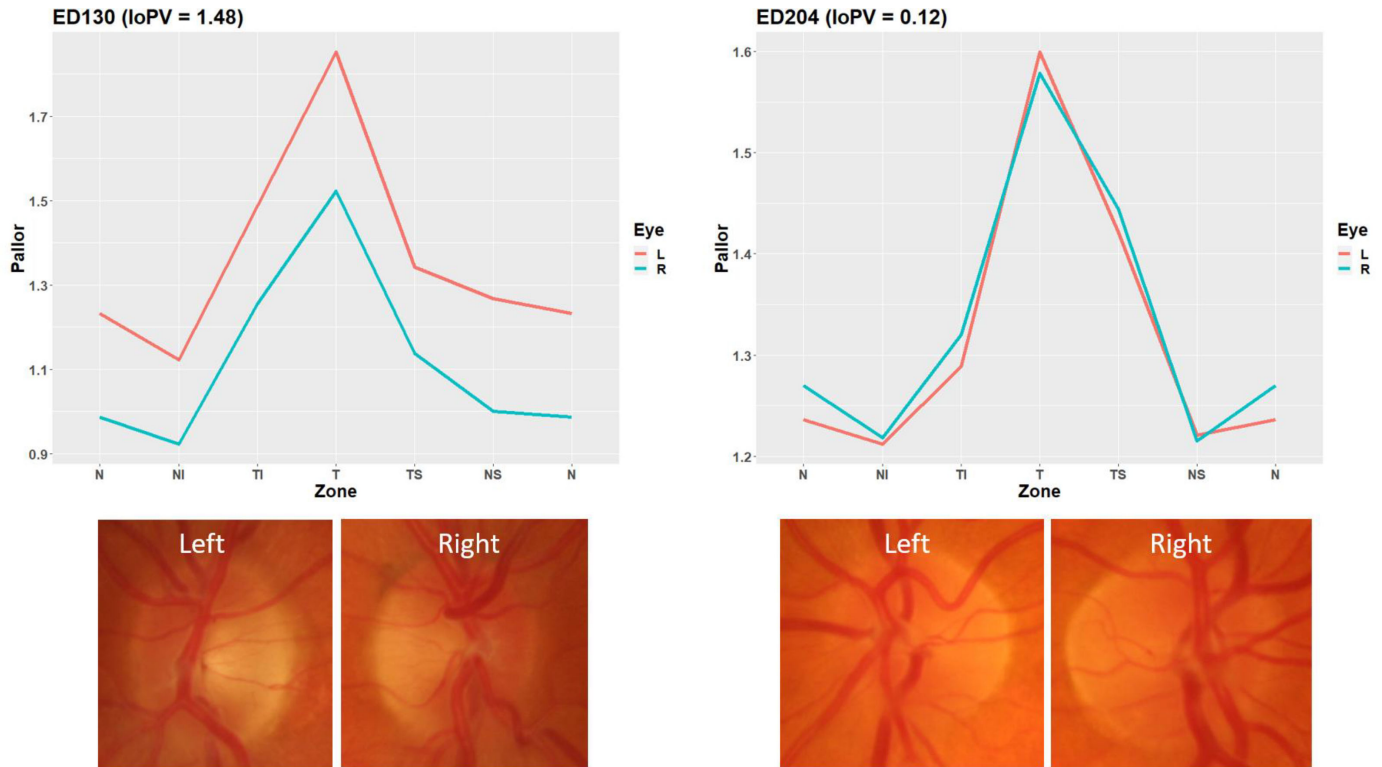 ED130 (IoPV = 1.48)
Pallor
1.7
1.5
1.3
1.1
0.9
N NI TI T TS NS N
Zone
Eye
L
R
Left
Right
ED204 (IoPV = 0.12)
Pallor
1.6
1.5
1.4
1.3
1.2
N NI TI T TS NS N
Zone
Eye
L
R
Left
Right